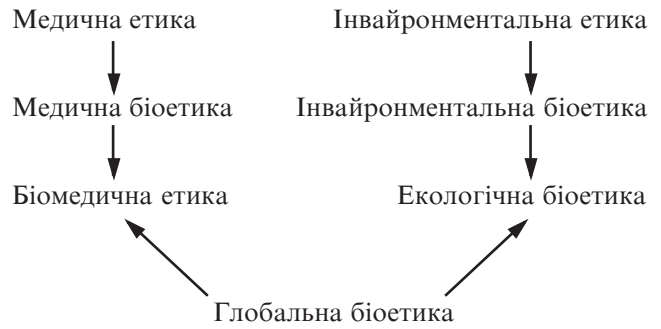 Медична етика Інвайронментальна етика
Медична біоетика Інвайронментальна біоетика
Біомедична етика Екологічна біоетика
Глобальна біоетика